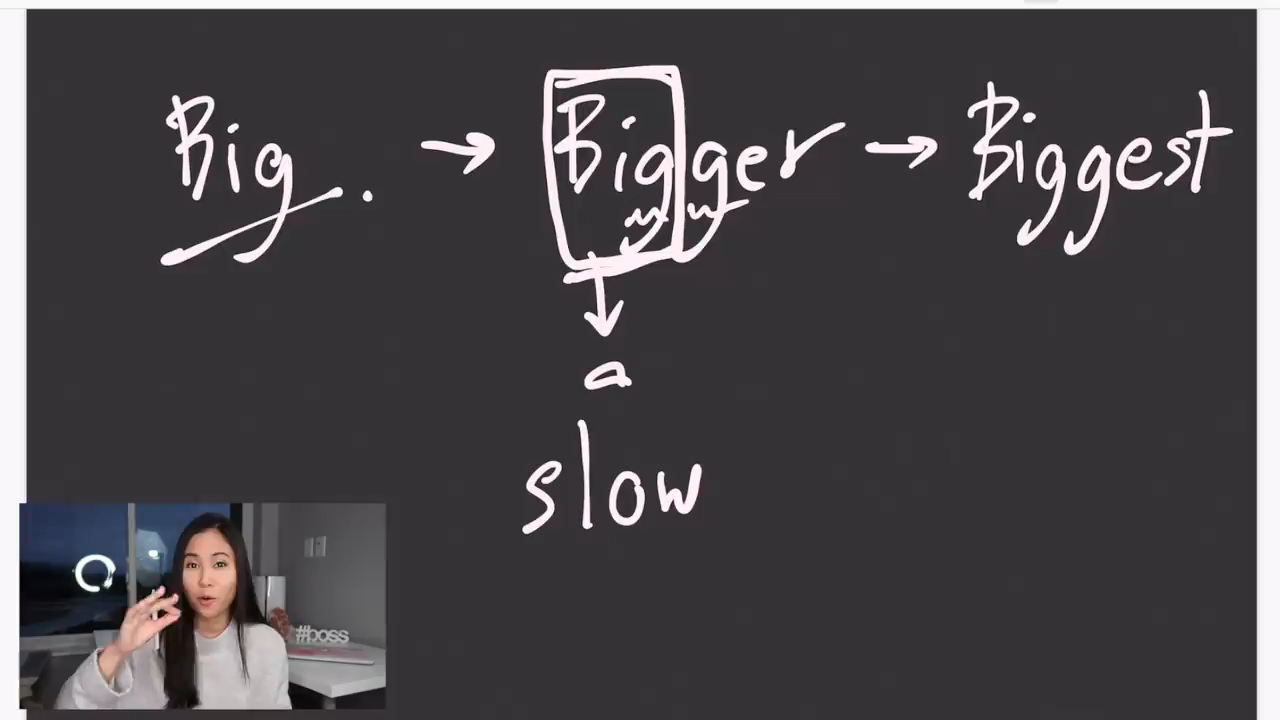 Big. → Bigger → Biggest
↓
a
slow
#boss